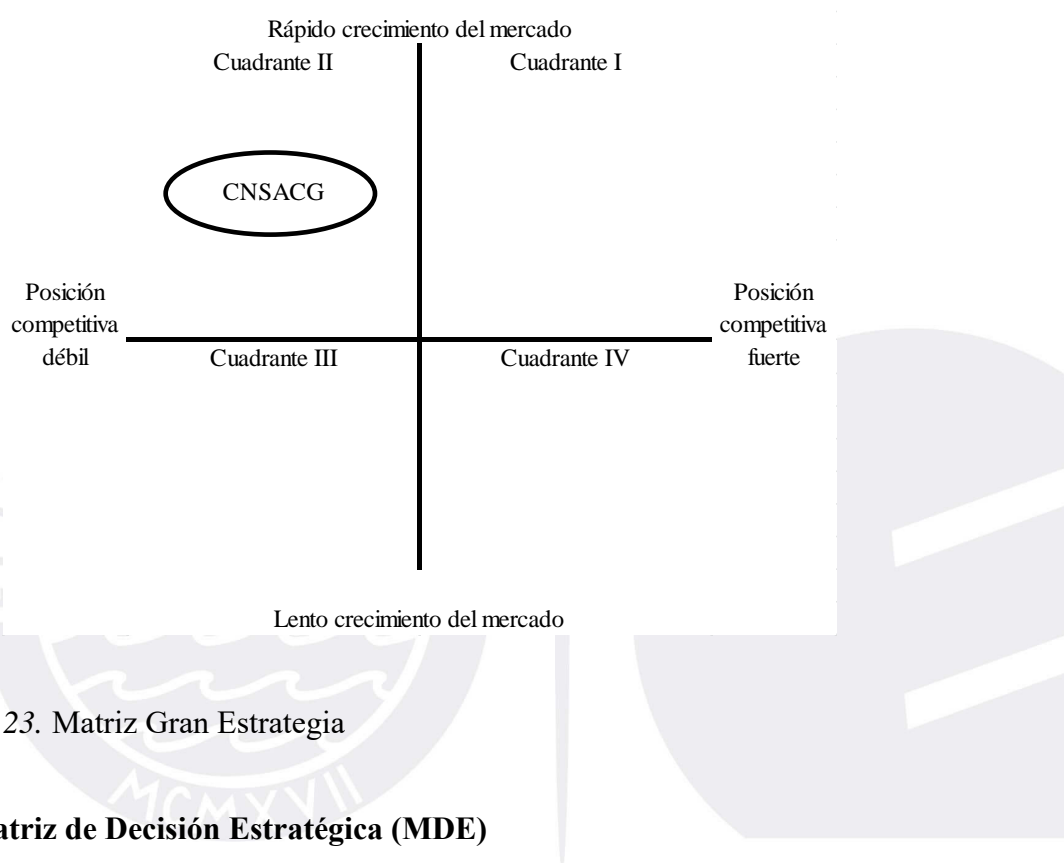 Rápido crecimiento del mercado
Cuadrante II Cuadrante I
CNSACG
Posición
competitiva
débil
Posición
competitiva
fuerte
Cuadrante III Cuadrante IV
Lento crecimiento del mercado
23. Matriz Gran Estrategia
MCMXVII
atriz de Decisión Estratégica (MDE)